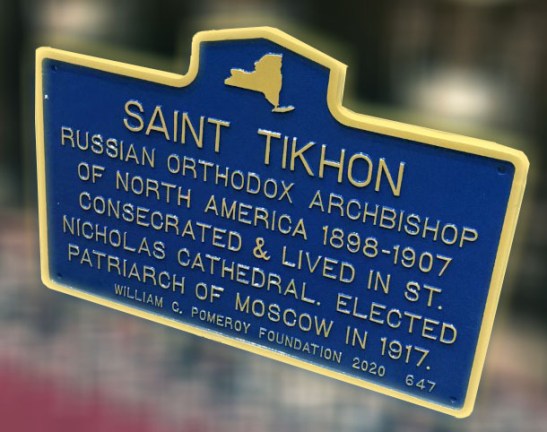 SAINT TIKHON
RUSSIAN ORTHODOX ARCHBISHOP
OF NORTH AMERICA 1898-1907
CONSECRATED & LIVED IN ST.
NICHOLAS CATHEDRAL. ELECTED
PATRIARCH OF MOSCOW IN 1917.
WILLIAM C. POMEROY FOUNDATION 2020 647